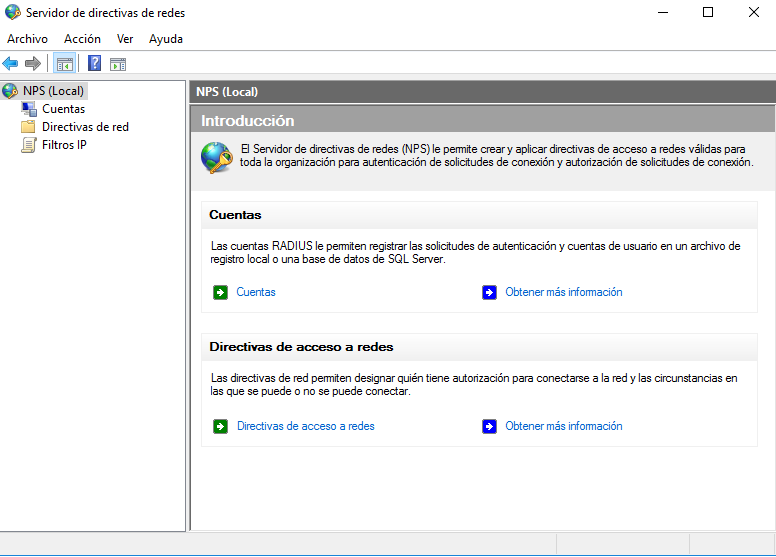 Servidor de directivas de redes
Archivo Acción Ver Ayuda
NPS (Local)
Cuentas
Directivas de red
Filtros IP
NPS (Local)
Introducción
El Servidor de directivas de redes (NPS) le permite crear y aplicar directivas de acceso a redes válidas para
toda la organización para autenticación de solicitudes de conexión y autorización de solicitudes de conexión.
Cuentas
Las cuentas RADIUS le permiten registrar las solicitudes de autenticación y cuentas de usuario en un archivo de
registro local o una base de datos de SQL Server.
Cuentas Obtener más información
Directivas de acceso a redes
Las directivas de red permiten designar quién tiene autorización para conectarse a la red y las circunstancias en
las que se puede o no se puede conectar.
Directivas de acceso a redes Obtener más información